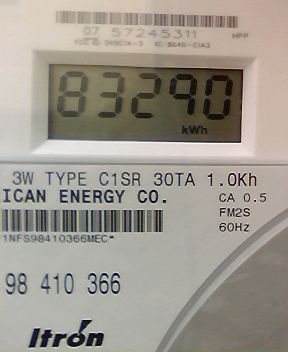 07 57245311 HPP
83290
kWh
3W TYPE C1SR 30TA 1.0Kh
ICAN ENERGY CO. CA 0.5
FM2S
60Hz
1NFS98410366MEC*
98 410 366
Itron